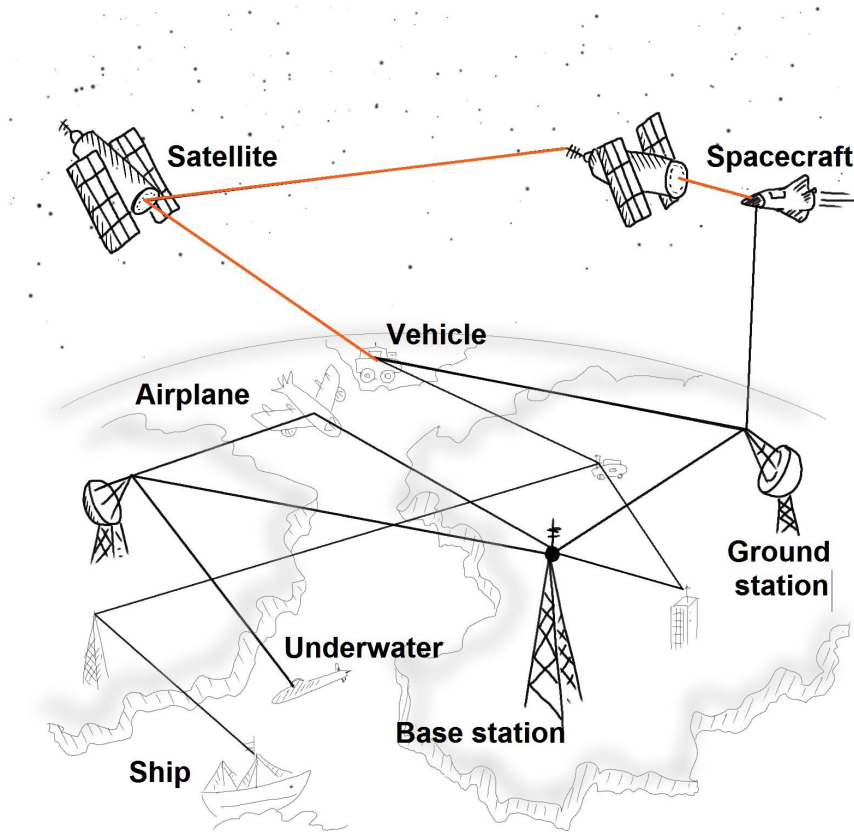 Satellite
Spacecraft
Vehicle
Airplane
Ground
station
Underwater
Base station
Ship